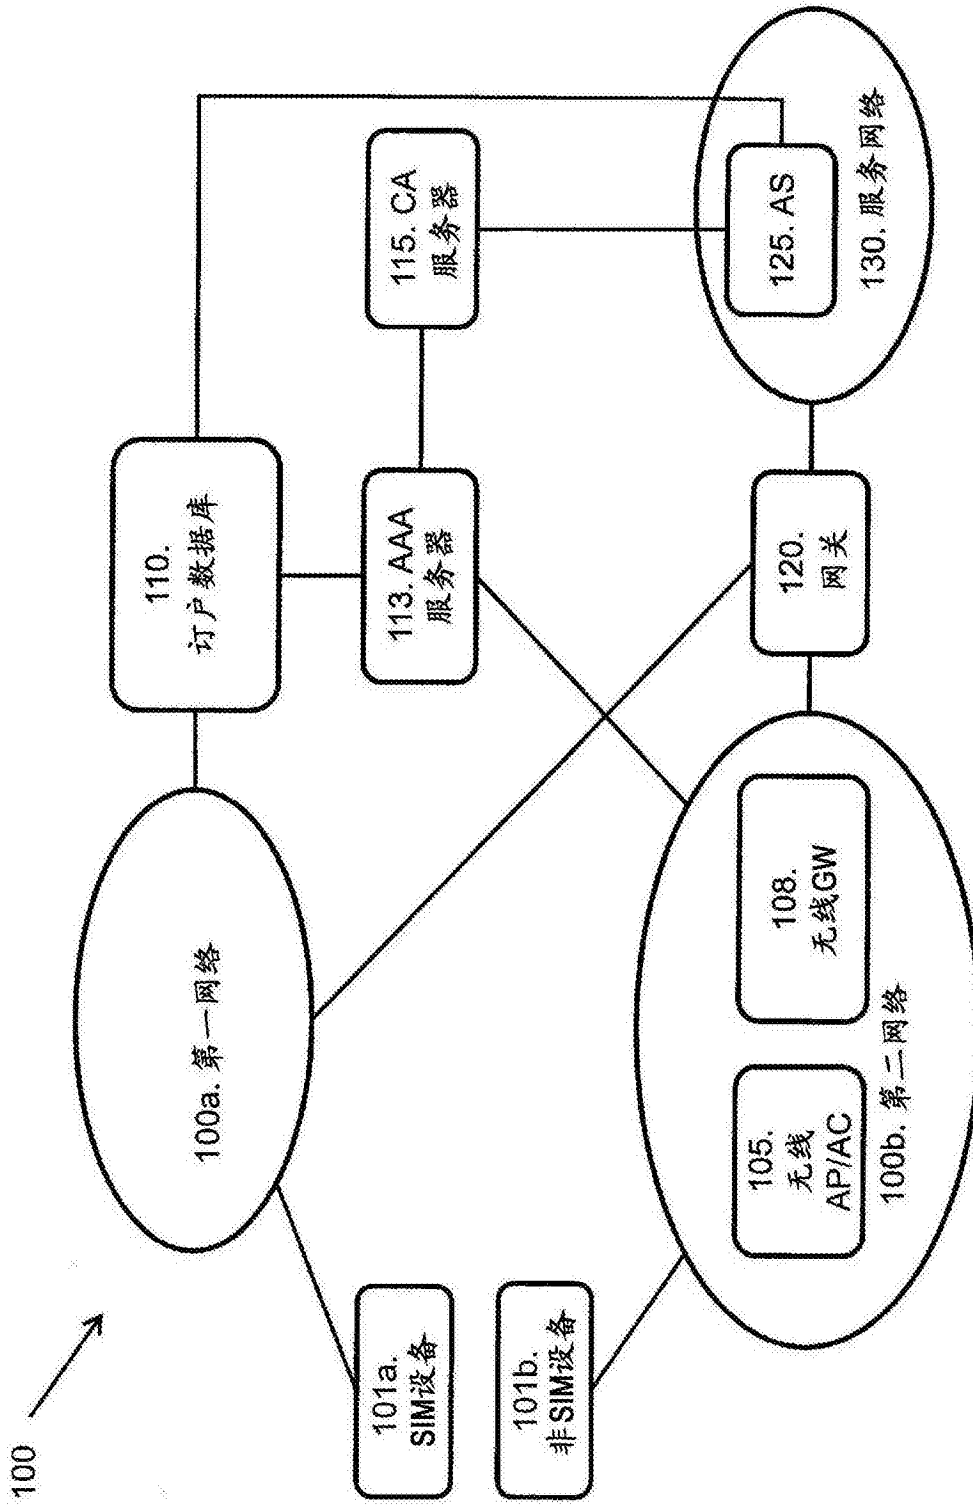 100
100a. 第一网络
110.
订户数据库
101a.
SIM设备
113. AAA
服务器
115. CA
服务器
101b.
非SIM设备
105.
无线
AP/AC
108.
无线GW
100b. 第二网络
120.
网关
125. AS
130. 服务网络